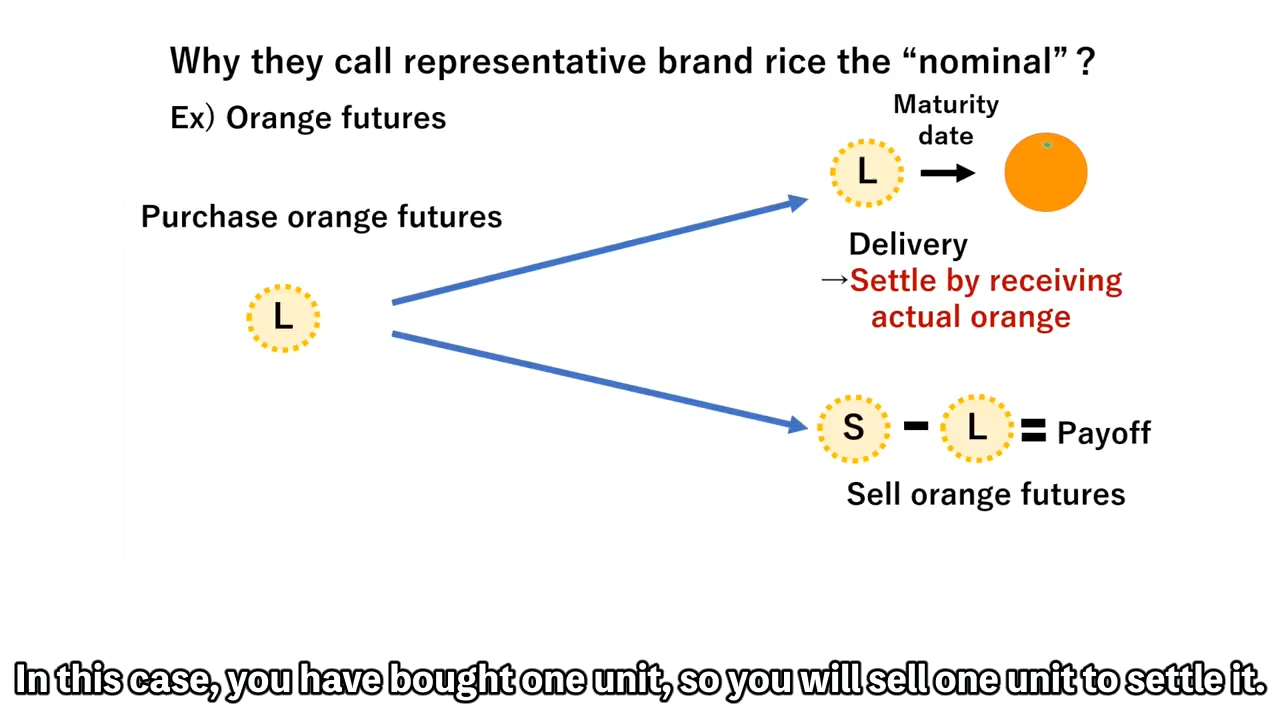 Why they call representative brand rice the “nominal”?
Ex) Orange futures
Maturity
date
L
Purchase orange futures
Delivery
→Settle by receiving
actual orange
L
S - L = Payoff
Sell orange futures
In this case, you have bought one unit, so you will sell one unit to settle it.